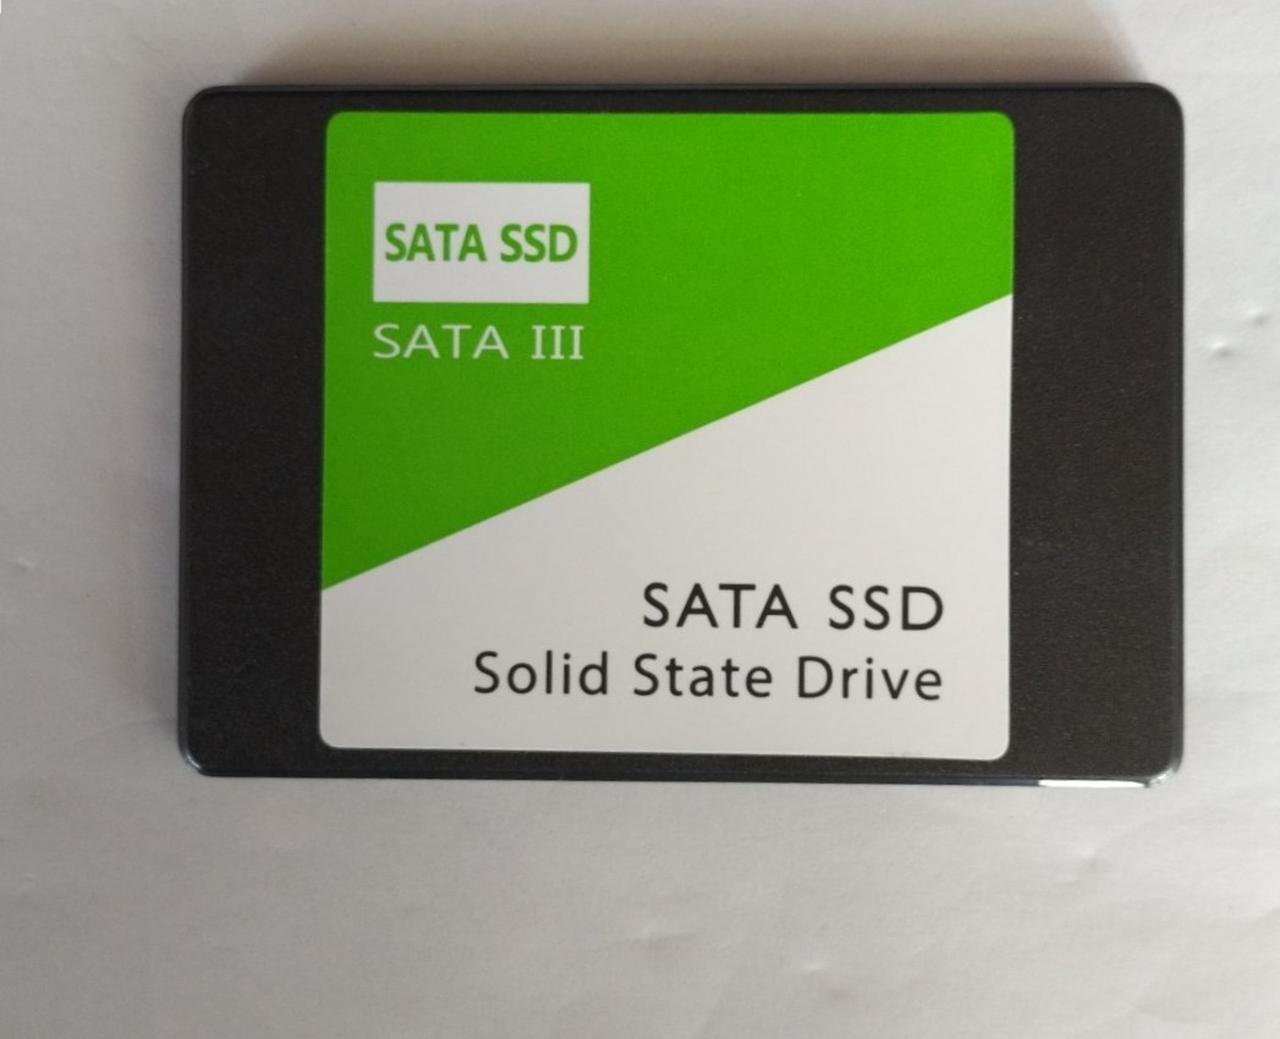 SATA SSD
SATA III
SATA SSD
Solid State Drive